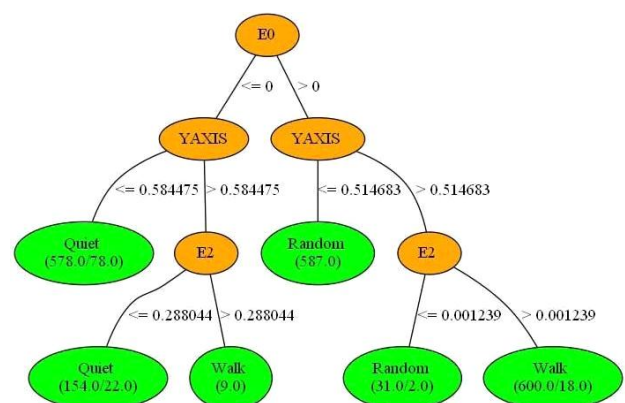 E0
<= 0
> 0
YAXIS
YAXIS
<= 0.584475
> 0.584475
<= 0.514683
> 0.514683
Quiet
(578.0/78.0)
E2
Random
(587.0)
E2
<= 0.288044
> 0.288044
<= 0.001239
> 0.001239
Quiet
(154.0/22.0)
Walk
(9.0)
Random
(31.0/2.0)
Walk
(600.0/18.0)